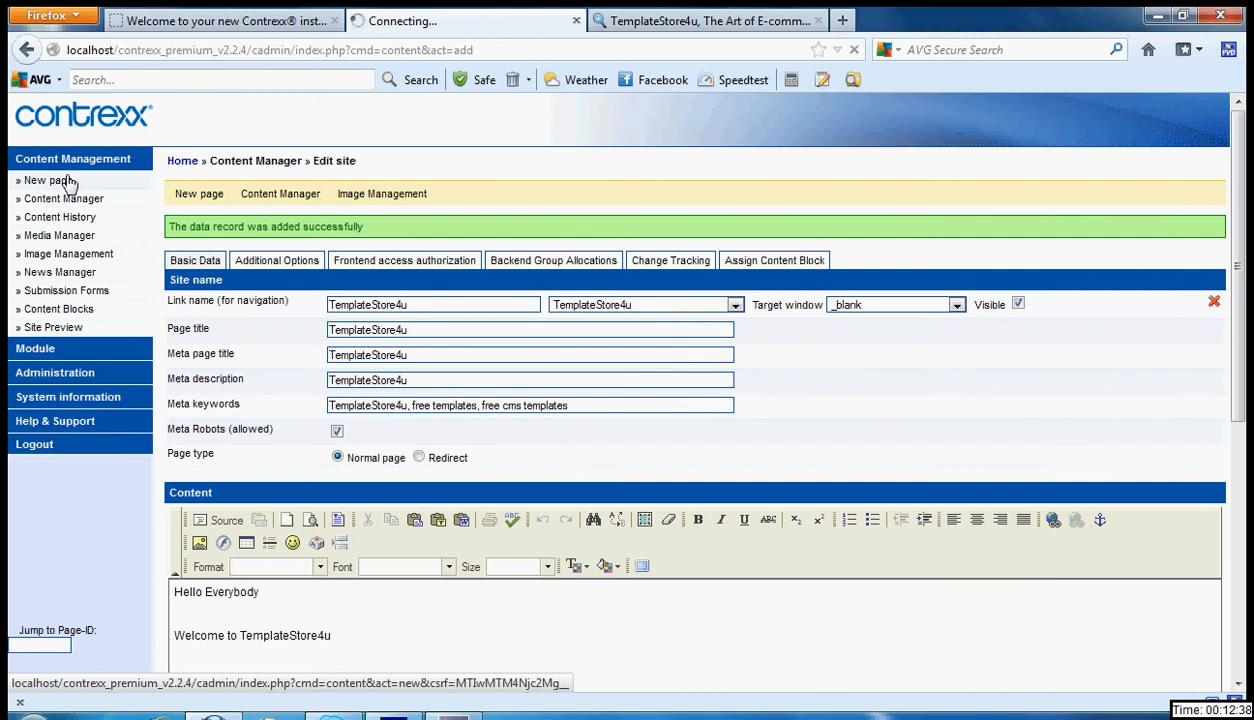 Firefox
Welcome to your new Contrexx® inst...
Connecting...
TemplateStore4u, The Art of E-comm...
localhost/contrexx_premium_v2.2.4/cadmin/index.php?cmd=content&act=add
AVG Secure Search
AVG
Search...
Search
Safe
Weather
Facebook
Speedtest
contrexx®
Content Management
» New page
» Content Manager
» Content History
» Media Manager
» Image Management
» News Manager
» Submission Forms
» Content Blocks
» Site Preview
Module
Administration
System information
Help & Support
Logout
Jump to Page-ID:
Home » Content Manager » Edit site
New page Content Manager Image Management
The data record was added successfully
Basic Data Additional Options Frontend access authorization Backend Group Allocations Change Tracking Assign Content Block
Site name
Link name (for navigation) TemplateStore4u TemplateStore4u Target window _blank Visible
Page title TemplateStore4u
Meta page title TemplateStore4u
Meta description TemplateStore4u
Meta keywords TemplateStore4u, free templates, free cms templates
Meta Robots (allowed)
Page type Normal page Redirect
Content
Source B I U ABC
Format Font Size
Hello Everybody
Welcome to TemplateStore4u
localhost/contrexx_premium_v2.2.4/cadmin/index.php?cmd=content&act=new&csrf=MTIwMTM4Njc2Mg__
Time: 00:12:38